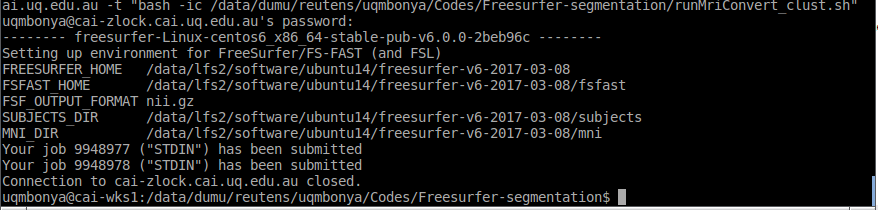 ai.uq.edu.au -t "bash -ic /data/dumu/reutens/uqmbonya/Codes/Freesurfer-segmentation/runMriConvert_clust.sh"
uqmbonya@cai-zlock.cai.uq.edu.au's password:
-------- freesurfer-Linux-centos6_x86_64-stable-pub-v6.0.0-2beb96c --------
Setting up environment for FreeSurfer/FS-FAST (and FSL)
FREESURFER_HOME   /data/lfs2/software/ubuntu14/freesurfer-v6-2017-03-08
FSFAST_HOME       /data/lfs2/software/ubuntu14/freesurfer-v6-2017-03-08/fsfast
FSF_OUTPUT_FORMAT nii.gz
SUBJECTS_DIR      /data/lfs2/software/ubuntu14/freesurfer-v6-2017-03-08/subjects
MNI_DIR           /data/lfs2/software/ubuntu14/freesurfer-v6-2017-03-08/mni
Your job 9948977 ("STDIN") has been submitted
Your job 9948978 ("STDIN") has been submitted
Connection to cai-zlock.cai.uq.edu.au closed.
uqmbonya@cai-wks1:/data/dumu/reutens/uqmbonya/Codes/Freesurfer-segmentation$